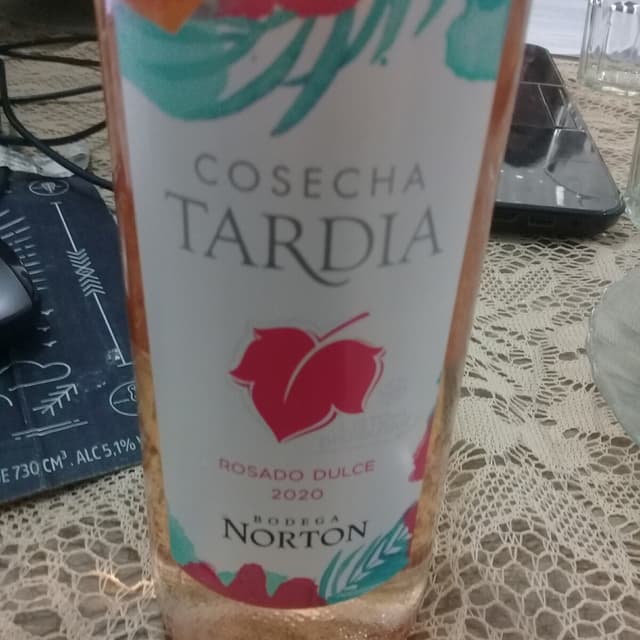 COSECHA
TARDIA
ROSADO DULCE
2020
BODEGA
NORTON
E 730 CM³. ALC 5,1%